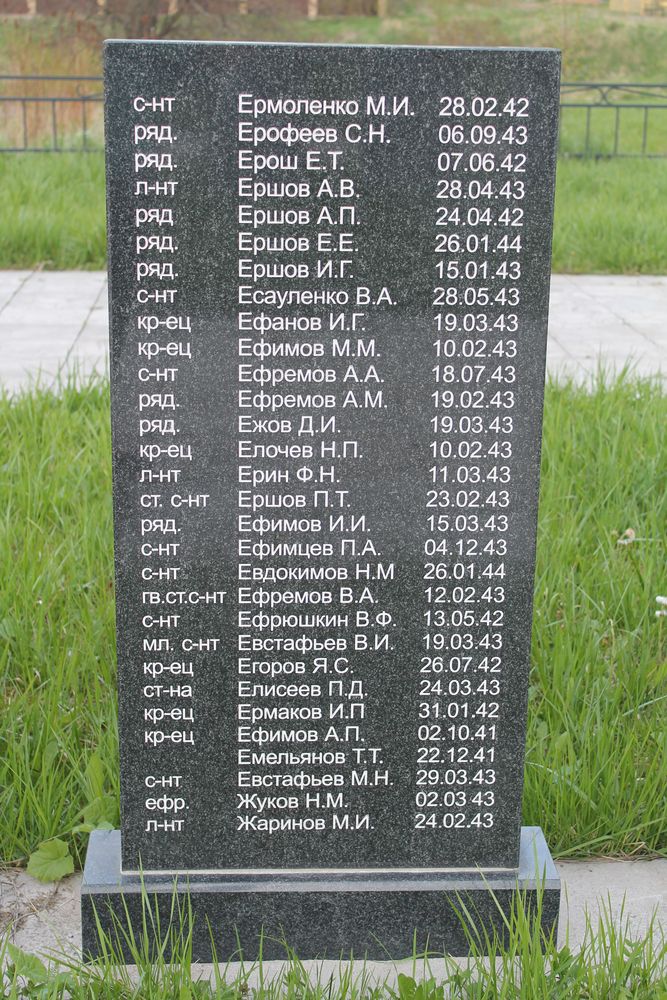 с-нт Ермоленко М.И. 28.02.42
ряд. Ерофеев С.Н. 06.09.43
ряд. Ерош Е.Т. 07.06.42
л-нт Ершов А.В. 28.04.43
ряд Ершов А.П. 24.04.42
ряд. Ершов Е.Е. 26.01.44
ряд. Ершов И.Г. 15.01.43
с-нт Есауленко В.А. 28.05.43
кр-ец Ефанов И.Г. 19.03.43
кр-ец Ефимов М.М. 10.02.43
с-нт Ефремов А.А. 18.07.43
ряд. Ефремов А.М. 19.02.43
ряд. Ежов Д.И. 19.03.43
кр-ец Елочев Н.П. 10.02.43
л-нт Ерин Ф.Н. 11.03.43
ст. с-нт Ершов П.Т. 23.02.43
ряд. Ефимов И.И. 15.03.43
с-нт Ефимцев П.А. 04.12.43
с-нт Евдокимов Н.М 26.01.44
гв.ст.с-нт Ефремов В.А. 12.02.43
с-нт Ефрюшкин В.Ф. 13.05.42
мл. с-нт Евстафьев В.И. 19.03.43
кр-ец Егоров Я.С. 26.07.42
ст-на Елисеев П.Д. 24.03.43
кр-ец Ермаков И.П 31.01.42
кр-ец Ефимов А.П. 02.10.41
Емельянов Т.Т. 22.12.41
с-нт Евстафьев М.Н. 29.03.43
ефр. Жуков Н.М. 02.03 43
л-нт Жаринов М.И. 24.02.43